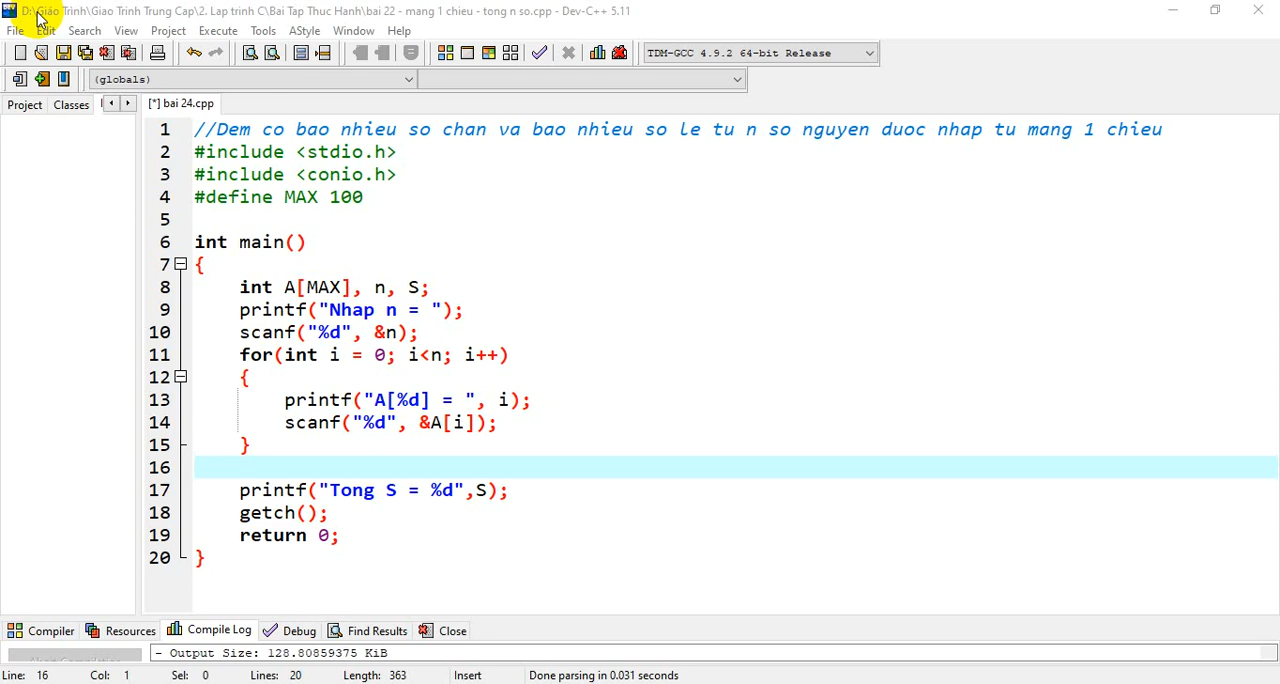 D:\Giáo Trình\Giao Trinh Trung Cap\2. Lap trinh C\Bai Tap Thuc Hanh\bai 22 - mang 1 chieu - tong n so.cpp - Dev-C++ 5.11
File Edit Search View Project Execute Tools AStyle Window Help
TDM-GCC 4.9.2 64-bit Release
(globals)
Project Classes [*] bai 24.cpp
1 //Dem co bao nhieu so chan va bao nhieu so le tu n so nguyen duoc nhap tu mang 1 chieu
2 #include <stdio.h>
3 #include <conio.h>
4 #define MAX 100
5
6 int main()
7 {
8 int A[MAX], n, S;
9 printf("Nhap n = ");
10 scanf("%d", &n);
11 for(int i = 0; i<n; i++)
12 {
13 printf("A[%d] = ", i);
14 scanf("%d", &A[i]);
15 }
16
17 printf("Tong S = %d",S);
18 getch();
19 return 0;
20 }
Compiler Resources Compile Log Debug Find Results Close
- Output Size: 128.80859375 KiB
Line: 16 Col: 1 Sel: 0 Lines: 20 Length: 363 Insert Done parsing in 0.031 seconds